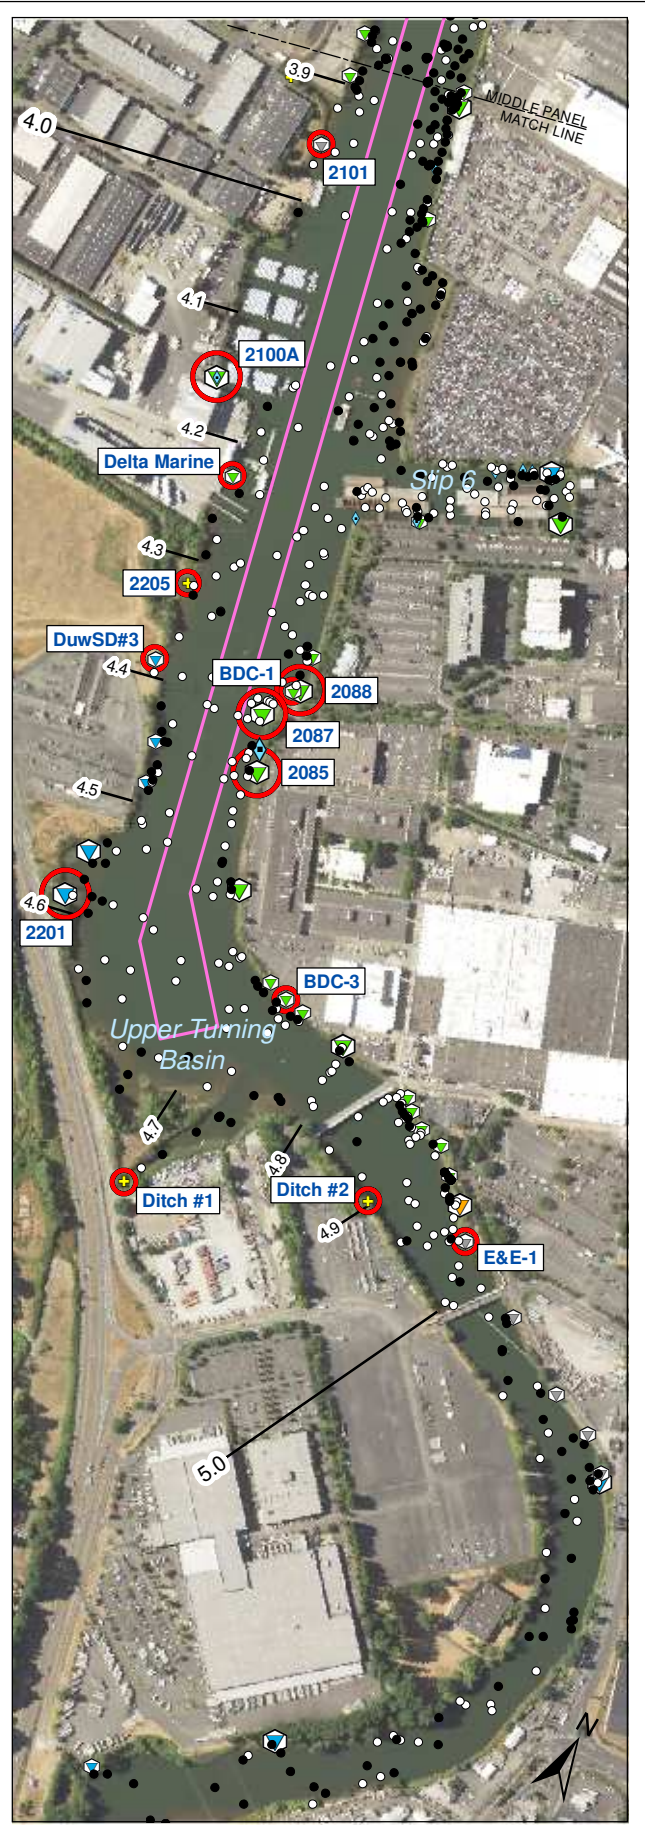 3.9
MIDDLE PANEL
MATCH LINE
4.0
2101
4.1
2100A
4.2
Delta Marine
Slip 6
4.3
2205
DuwSD#3
4.4
BDC-1
2088
2087
2085
4.5
4.6
2201
BDC-3
Upper Turning
Basin
4.7
4.8
Ditch #1
Ditch #2
4.9
E&E-1
5.0
N